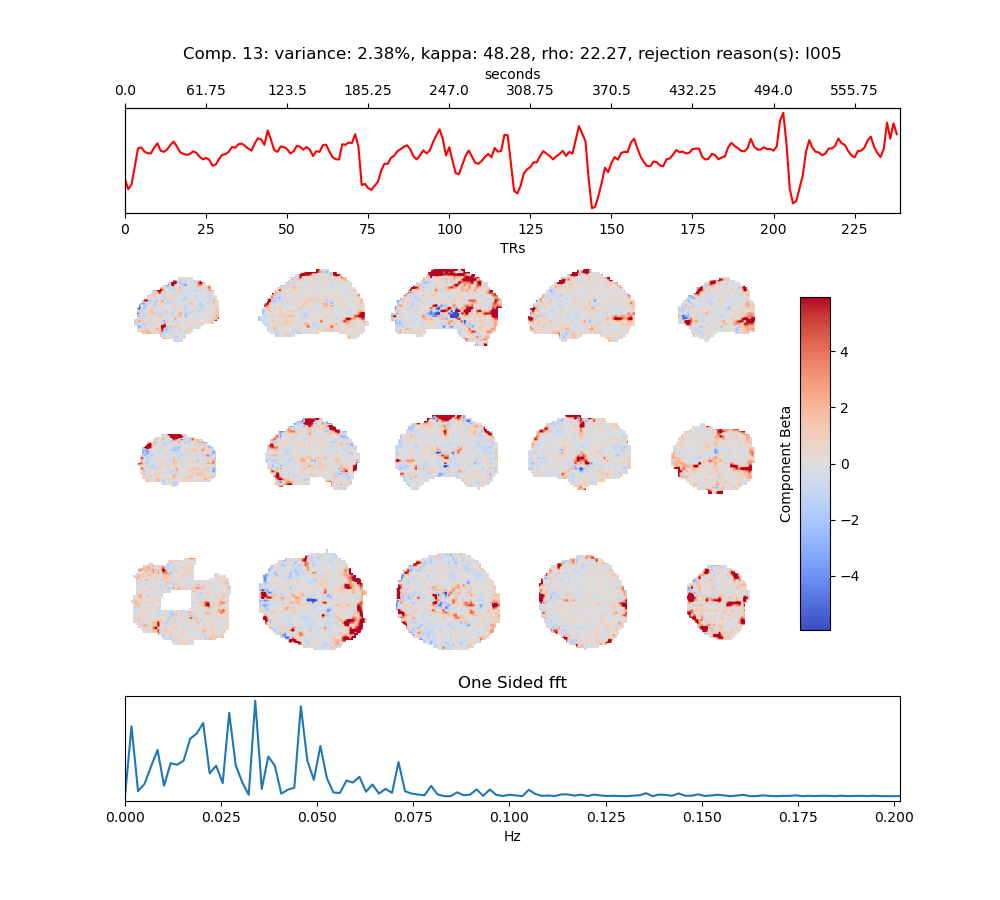 Comp. 13: variance: 2.38%, kappa: 48.28, rho: 22.27, rejection reason(s): I005
seconds
0.0 61.75 123.5 185.25 247.0 308.75 370.5 432.25 494.0 555.75
0 25 50 75 100 125 150 175 200 225
TRs
4
2
0
−2
−4
Component Beta
One Sided fft
0.000 0.025 0.050 0.075 0.100 0.125 0.150 0.175 0.200
Hz